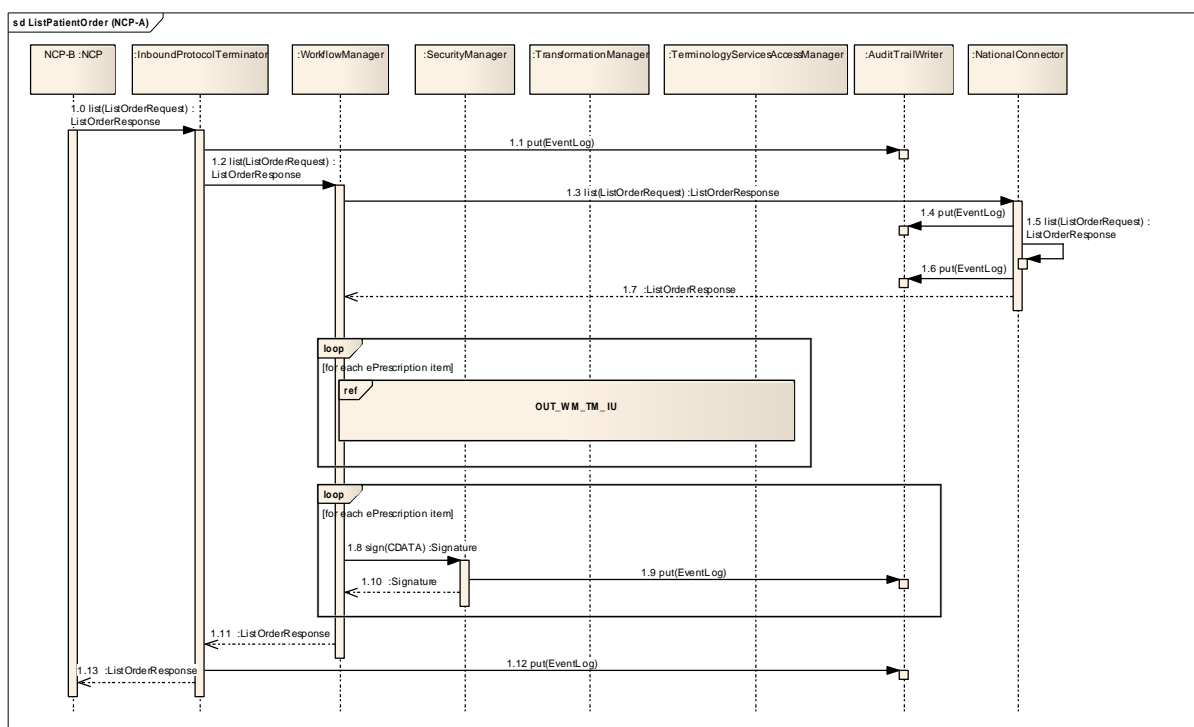 sd ListPatientOrder (NCP-A)
NCP-B :NCP
:InboundProtocolTerminator
:WorkflowManager
:SecurityManager
:TransformationManager
:TerminologyServicesAccessManager
:AuditTrailWriter
:NationalConnector
1.0 list(ListOrderRequest) :
ListOrderResponse
1.1 put(EventLog)
1.2 list(ListOrderRequest) :
ListOrderResponse
1.3 list(ListOrderRequest) :ListOrderResponse
1.4 put(EventLog)
1.5 list(ListOrderRequest) :
ListOrderResponse
1.6 put(EventLog)
1.7 :ListOrderResponse
loop
[for each ePrescription item]
ref
OUT_WM_TM_IU
loop
[for each ePrescription item]
1.8 sign(CDATA) :Signature
1.9 put(EventLog)
1.10 :Signature
1.11 :ListOrderResponse
1.12 put(EventLog)
1.13 :ListOrderResponse